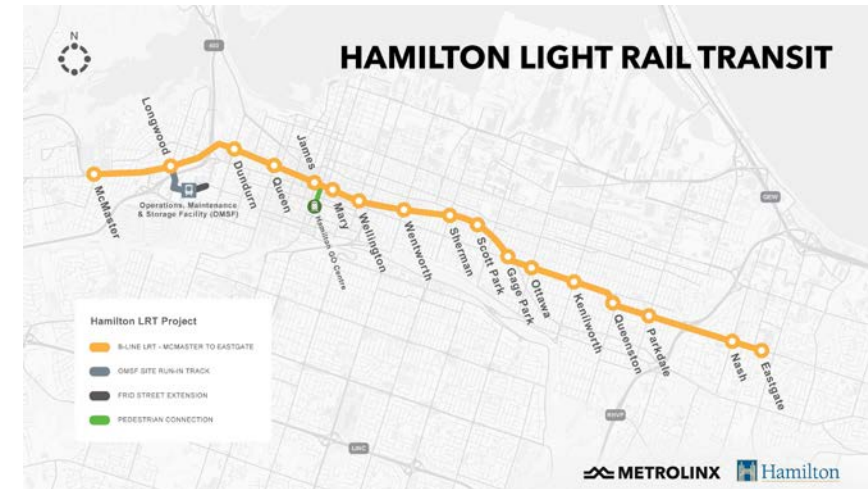 HAMILTON LIGHT RAIL TRANSIT
N
403
QEW
McMaster
Longwood
Operations, Maintenance
& Storage Facility (OMSF)
Dundurn
Queen
James
Hamilton GO Centre
Mary
Wellington
Wentworth
Sherman
Scott Park
Gage Park
Ottawa
Kenilworth
Queenston
Parkdale
Nash
Eastgate
Hamilton LRT Project
B-LINE LRT - MCMASTER TO EASTGATE
OMSF SITE RUN-IN TRACK
FRID STREET EXTENSION
PEDESTRIAN CONNECTION
LINC
RHVP
METROLINX
Hamilton